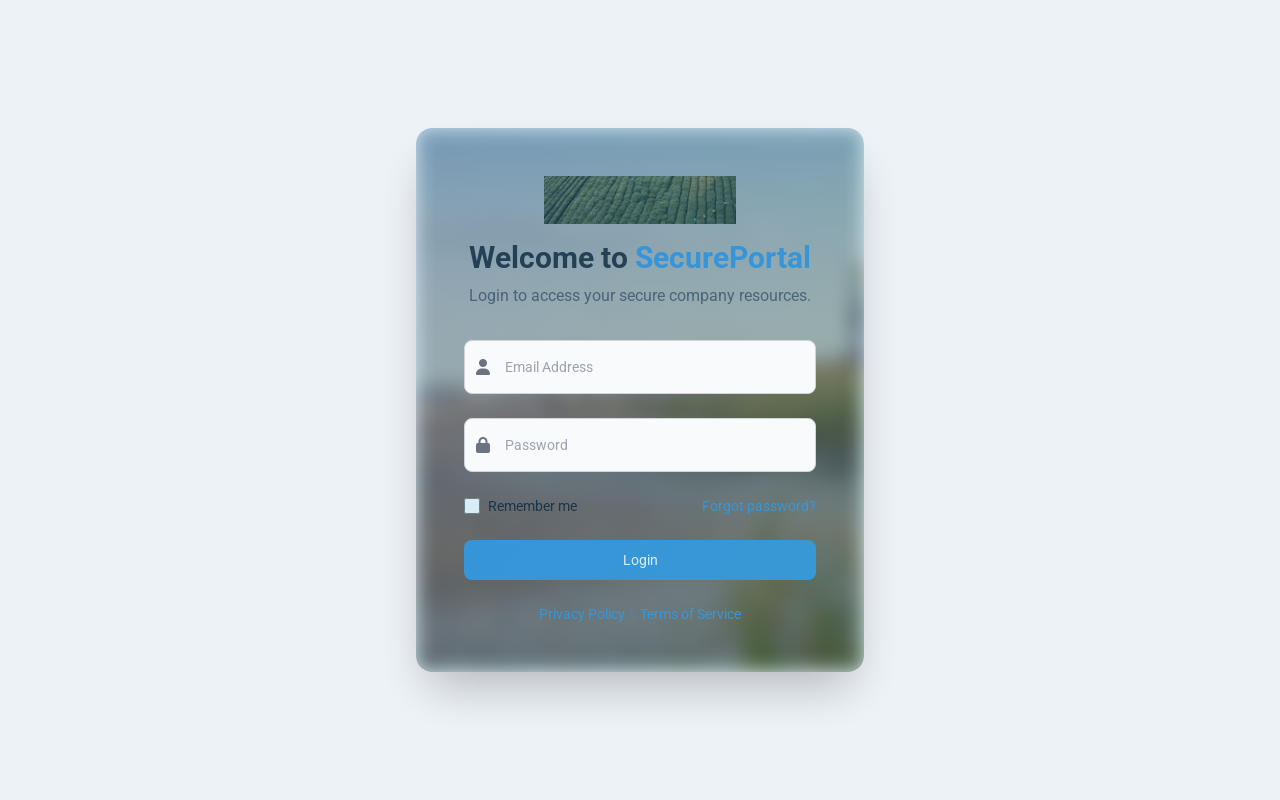 Welcome to SecurePortal
Login to access your secure company resources.
Email Address
Password
Remember me
Forgot password?
Login
Privacy Policy | Terms of Service